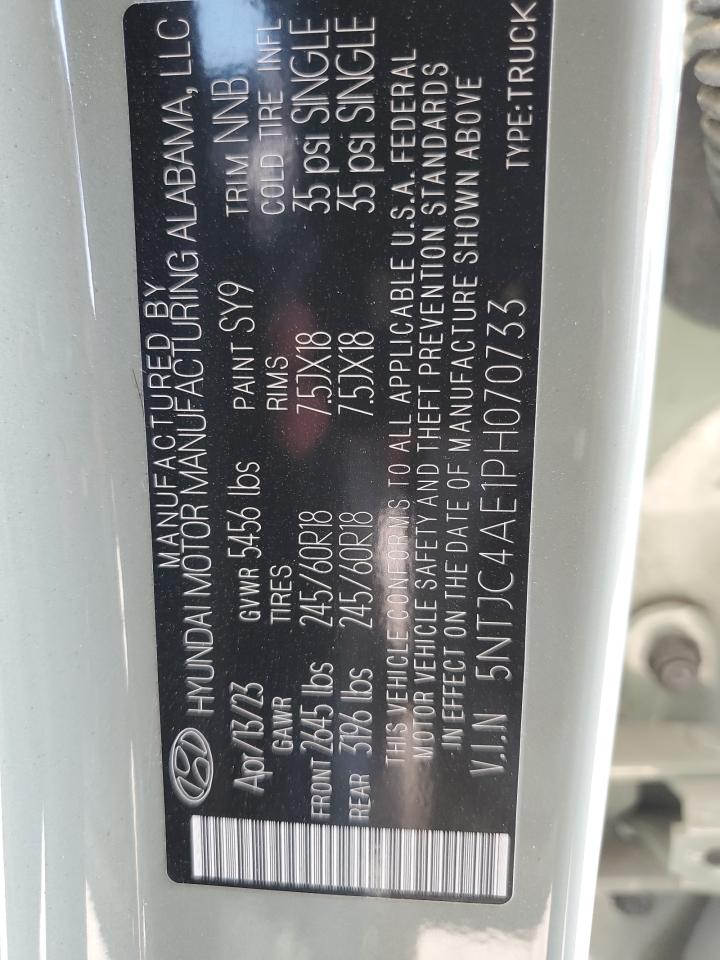 MANUFACTURED BY
HYUNDAI MOTOR MANUFACTURING ALABAMA, LLC
Apr/13/23 GVWR 5456 lbs PAINT SY9 TRIM NNB
GAWR TIRES RIMS COLD TIRE INFL
FRONT 2645 lbs 245/60R18 7.5JX18 35 psi SINGLE
REAR 3196 lbs 245/60R18 7.5JX18 35 psi SINGLE
THIS VEHICLE CONFORMS TO ALL APPLICABLE U.S.A. FEDERAL
MOTOR VEHICLE SAFETY AND THEFT PREVENTION STANDARDS
IN EFFECT ON THE DATE OF MANUFACTURE SHOWN ABOVE
V.I.N 5NTJC4AE1PH070733 TYPE: TRUCK